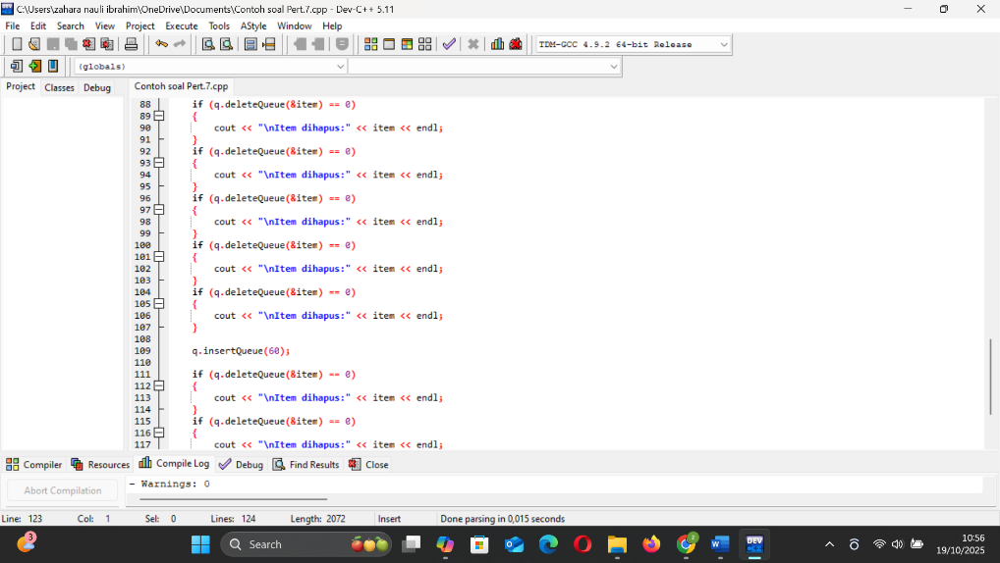 C:\Users\zahara nauli ibrahim\OneDrive\Documents\Contoh soal Pert.7.cpp - Dev-C++ 5.11
File Edit Search View Project Execute Tools AStyle Window Help
TDM-GCC 4.9.2 64-bit Release
(globals)
Project Classes Debug Contoh soal Pert.7.cpp
88 if (q.deleteQueue(&item) == 0)
89 {
90 cout << "\nItem dihapus:" << item << endl;
91 }
92 if (q.deleteQueue(&item) == 0)
93 {
94 cout << "\nItem dihapus:" << item << endl;
95 }
96 if (q.deleteQueue(&item) == 0)
97 {
98 cout << "\nItem dihapus:" << item << endl;
99 }
100 if (q.deleteQueue(&item) == 0)
101 {
102 cout << "\nItem dihapus:" << item << endl;
103 }
104 if (q.deleteQueue(&item) == 0)
105 {
106 cout << "\nItem dihapus:" << item << endl;
107 }
108
109 q.insertQueue(60);
110
111 if (q.deleteQueue(&item) == 0)
112 {
113 cout << "\nItem dihapus:" << item << endl;
114 }
115 if (q.deleteQueue(&item) == 0)
116 {
117 cout << "\nItem dihapus:" << item << endl;
Compiler Resources Compile Log Debug Find Results Close
Abort Compilation
- Warnings: 0
Line: 123 Col: 1 Sel: 0 Lines: 124 Length: 2072 Insert Done parsing in 0,015 seconds
3
Search
2
W
DEV
10:56
19/10/2025